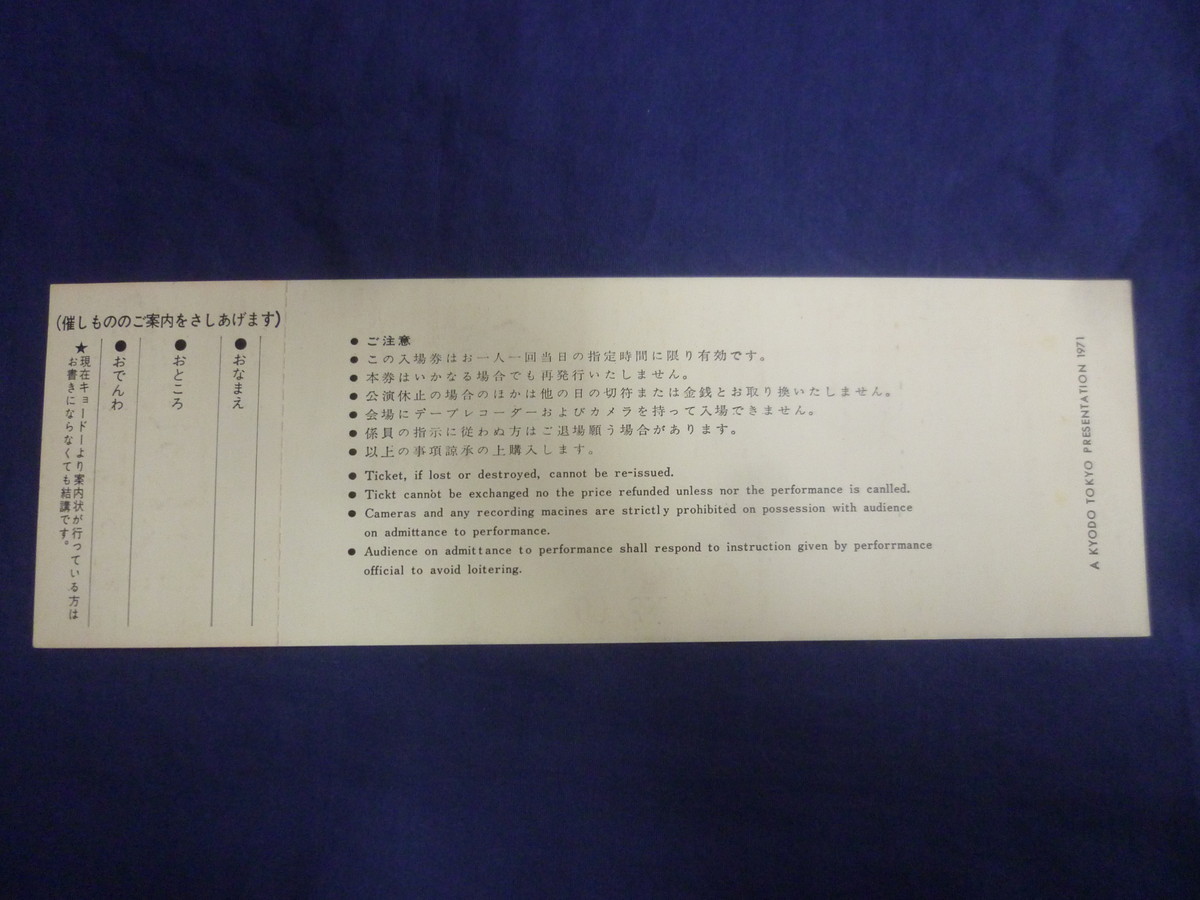 (催しもののご案内をさしあげます)
●おなまえ
●おところ
●おでんわ
★現在キョードーより案内状が行っている方は
お書きにならなくても結講です。
● ご注意
● この入場券はお一人一回当日の指定時間に限り有効です。
● 本券はいかなる場合でも再発行いたしません。
● 公演休止の場合のほかは他の日の切符または金銭とお取り換いたしません。
● 会場にテープレコーダーおよびカメラを持って入場できません。
● 係員の指示に従わぬ方はご退場願う場合があります。
● 以上の事項諒承の上購入します。
● Ticket, if lost or destroyed, cannot be re-issued.
● Tickt cannot be exchanged no the price refunded unless nor the performance is canlled.
● Cameras and any recording macines are strictly prohibited on possession with audience
on admittance to performance.
● Audience on admittance to performance shall respond to instruction given by perforrmance
official to avoid loitering.
A KYODO TOKYO PRESENTATION 1971